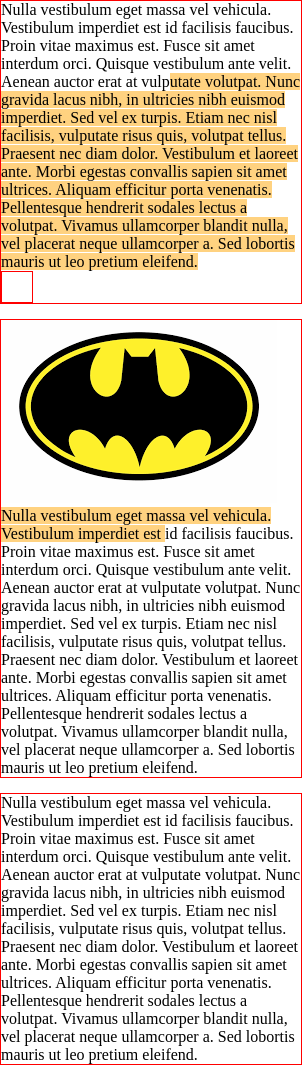 Nulla vestibulum eget massa vel vehicula.
Vestibulum imperdiet est id facilisis faucibus.
Proin vitae maximus est. Fusce sit amet
interdum orci. Quisque vestibulum ante velit.
Aenean auctor erat at vulputate volutpat. Nunc
gravida lacus nibh, in ultricies nibh euismod
imperdiet. Sed vel ex turpis. Etiam nec nisl
facilisis, vulputate risus quis, volutpat tellus.
Praesent nec diam dolor. Vestibulum et laoreet
ante. Morbi egestas convallis sapien sit amet
ultrices. Aliquam efficitur porta venenatis.
Pellentesque hendrerit sodales lectus a
volutpat. Vivamus ullamcorper blandit nulla,
vel placerat neque ullamcorper a. Sed lobortis
mauris ut leo pretium eleifend.
Nulla vestibulum eget massa vel vehicula.
Vestibulum imperdiet est id facilisis faucibus.
Proin vitae maximus est. Fusce sit amet
interdum orci. Quisque vestibulum ante velit.
Aenean auctor erat at vulputate volutpat. Nunc
gravida lacus nibh, in ultricies nibh euismod
imperdiet. Sed vel ex turpis. Etiam nec nisl
facilisis, vulputate risus quis, volutpat tellus.
Praesent nec diam dolor. Vestibulum et laoreet
ante. Morbi egestas convallis sapien sit amet
ultrices. Aliquam efficitur porta venenatis.
Pellentesque hendrerit sodales lectus a
volutpat. Vivamus ullamcorper blandit nulla,
vel placerat neque ullamcorper a. Sed lobortis
mauris ut leo pretium eleifend.
Nulla vestibulum eget massa vel vehicula.
Vestibulum imperdiet est id facilisis faucibus.
Proin vitae maximus est. Fusce sit amet
interdum orci. Quisque vestibulum ante velit.
Aenean auctor erat at vulputate volutpat. Nunc
gravida lacus nibh, in ultricies nibh euismod
imperdiet. Sed vel ex turpis. Etiam nec nisl
facilisis, vulputate risus quis, volutpat tellus.
Praesent nec diam dolor. Vestibulum et laoreet
ante. Morbi egestas convallis sapien sit amet
ultrices. Aliquam efficitur porta venenatis.
Pellentesque hendrerit sodales lectus a
volutpat. Vivamus ullamcorper blandit nulla,
vel placerat neque ullamcorper a. Sed lobortis
mauris ut leo pretium eleifend.